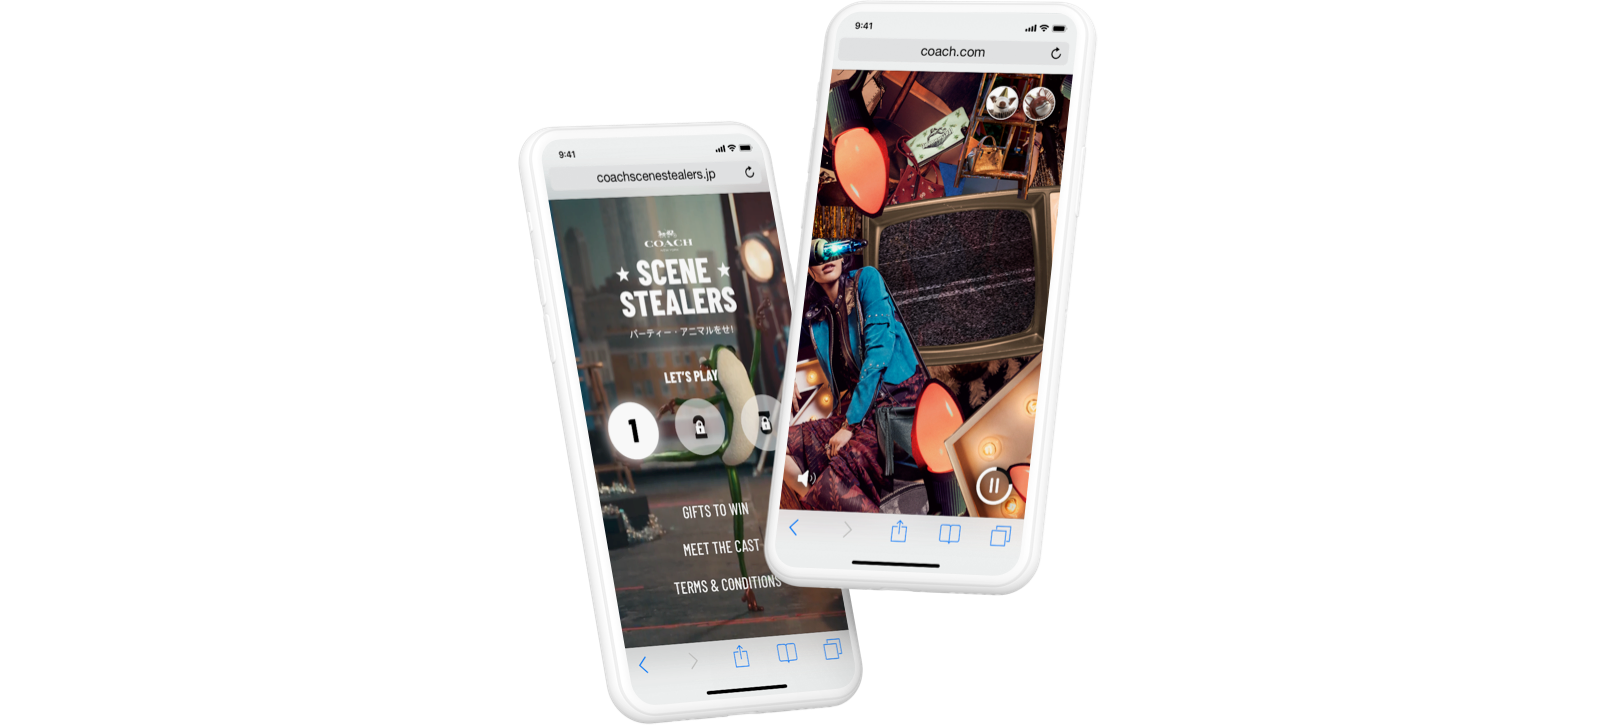 9:41
coachscenestealers.jp
COACH
SCENE
STEALERS
パーティー・アニマルをせ!
LET'S PLAY
1
GIFTS TO WIN
MEET THE CAST
TERMS & CONDITIONS
9:41
coach.com